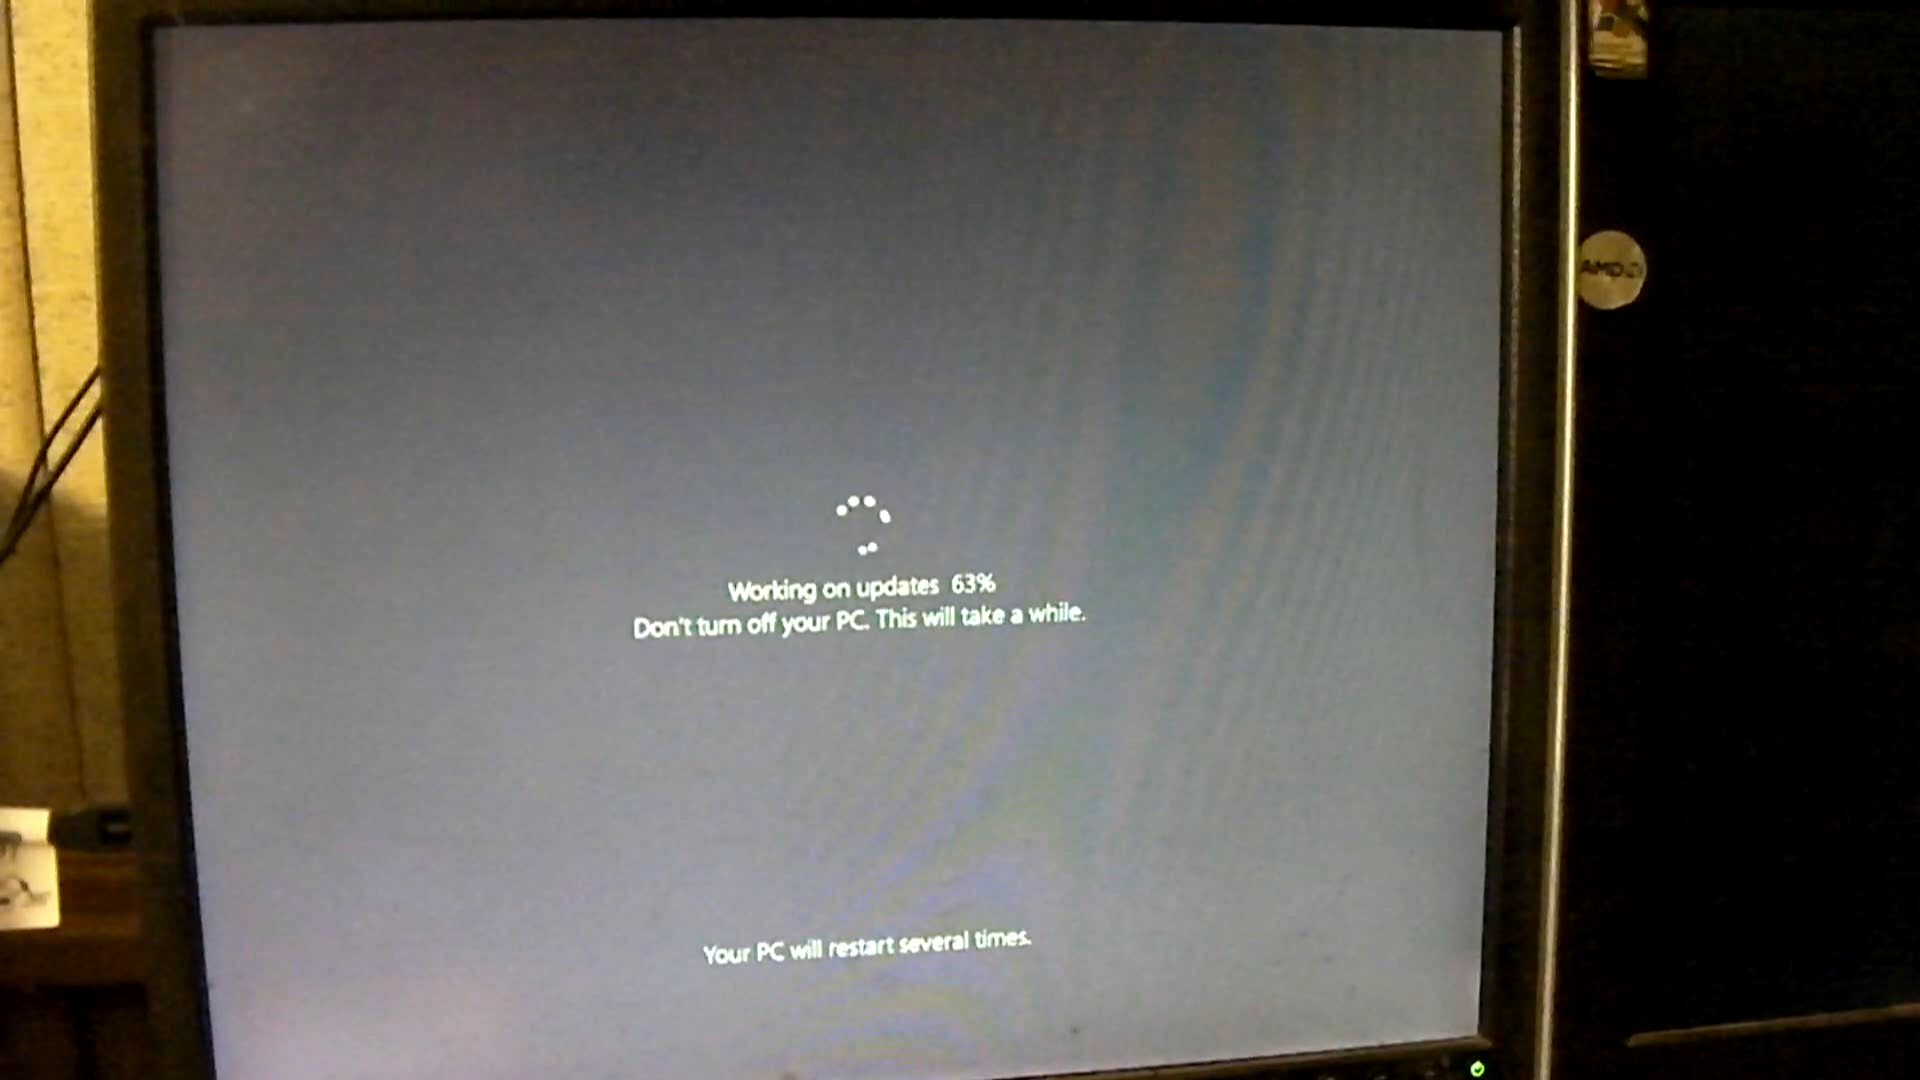 Working on updates 63%
Don't turn off your PC. This will take a while.
Your PC will restart several times.
AMD